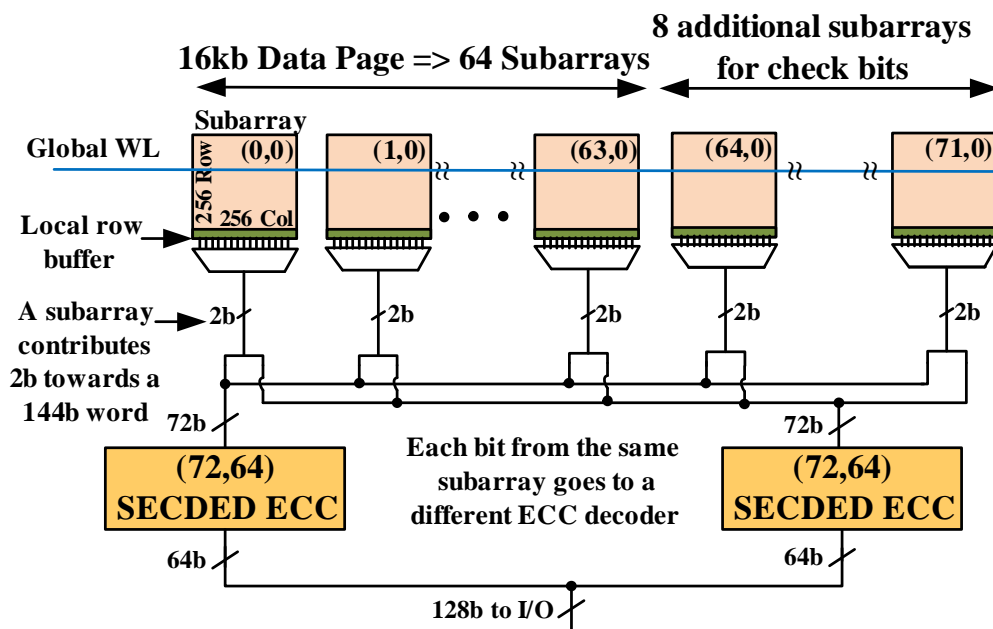 16kb Data Page => 64 Subarrays
8 additional subarrays
for check bits
Subarray
Global WL
(0,0)
(1,0)
(63,0)
(64,0)
(71,0)
256 Row
256 Col
Local row
buffer
A subarray
contributes
2b towards a
144b word
2b
2b
2b
2b
2b
72b
72b
(72,64)
SECDED ECC
Each bit from the same
subarray goes to a
different ECC decoder
(72,64)
SECDED ECC
64b
64b
128b to I/O